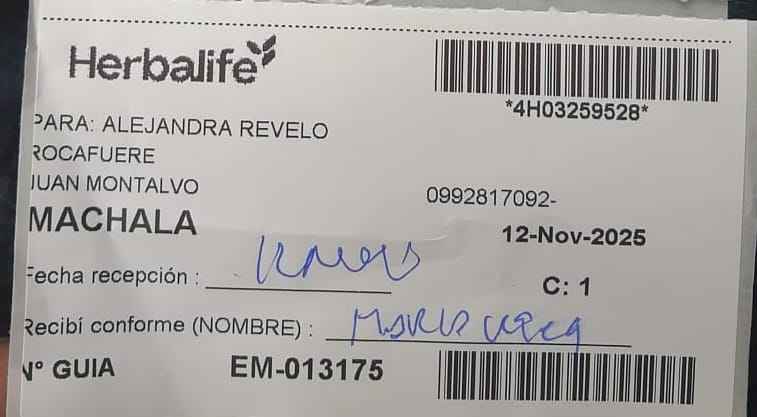 Herbalife
*4H03259528*
PARA: ALEJANDRA REVELO
ROCAFUERE
JUAN MONTALVO
0992817092-
MACHALA
12-Nov-2025
Fecha recepción :
C: 1
Recibí conforme (NOMBRE) :
Nº GUIA EM-013175